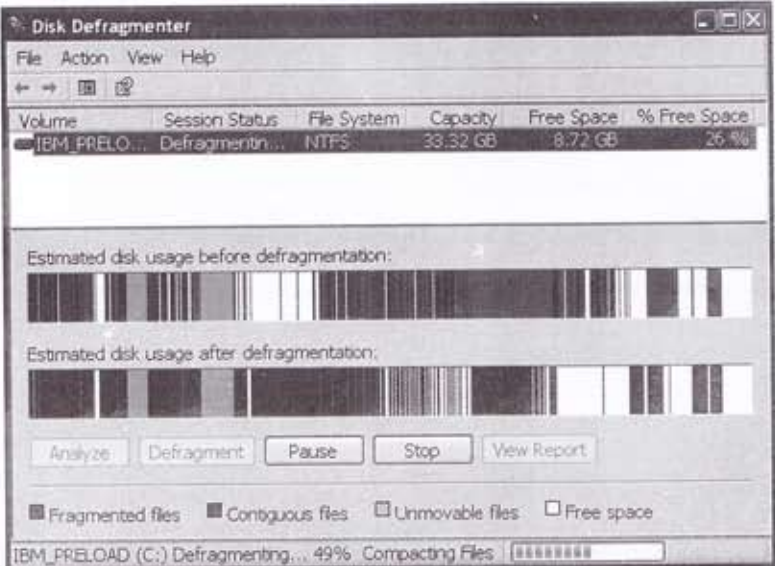 Disk Defragmenter
File Action View Help
Volume Session Status File System Capacity Free Space % Free Space
IBM_PRELO... Defragmentin... NTFS 33.32 GB 8.72 GB 26 %
Estimated disk usage before defragmentation:
Estimated disk usage after defragmentation:
Analyze Defragment Pause Stop View Report
Fragmented files Contiguous files Unmovable files Free space
IBM_PRELOAD (C:) Defragmenting... 49% Compacting Files